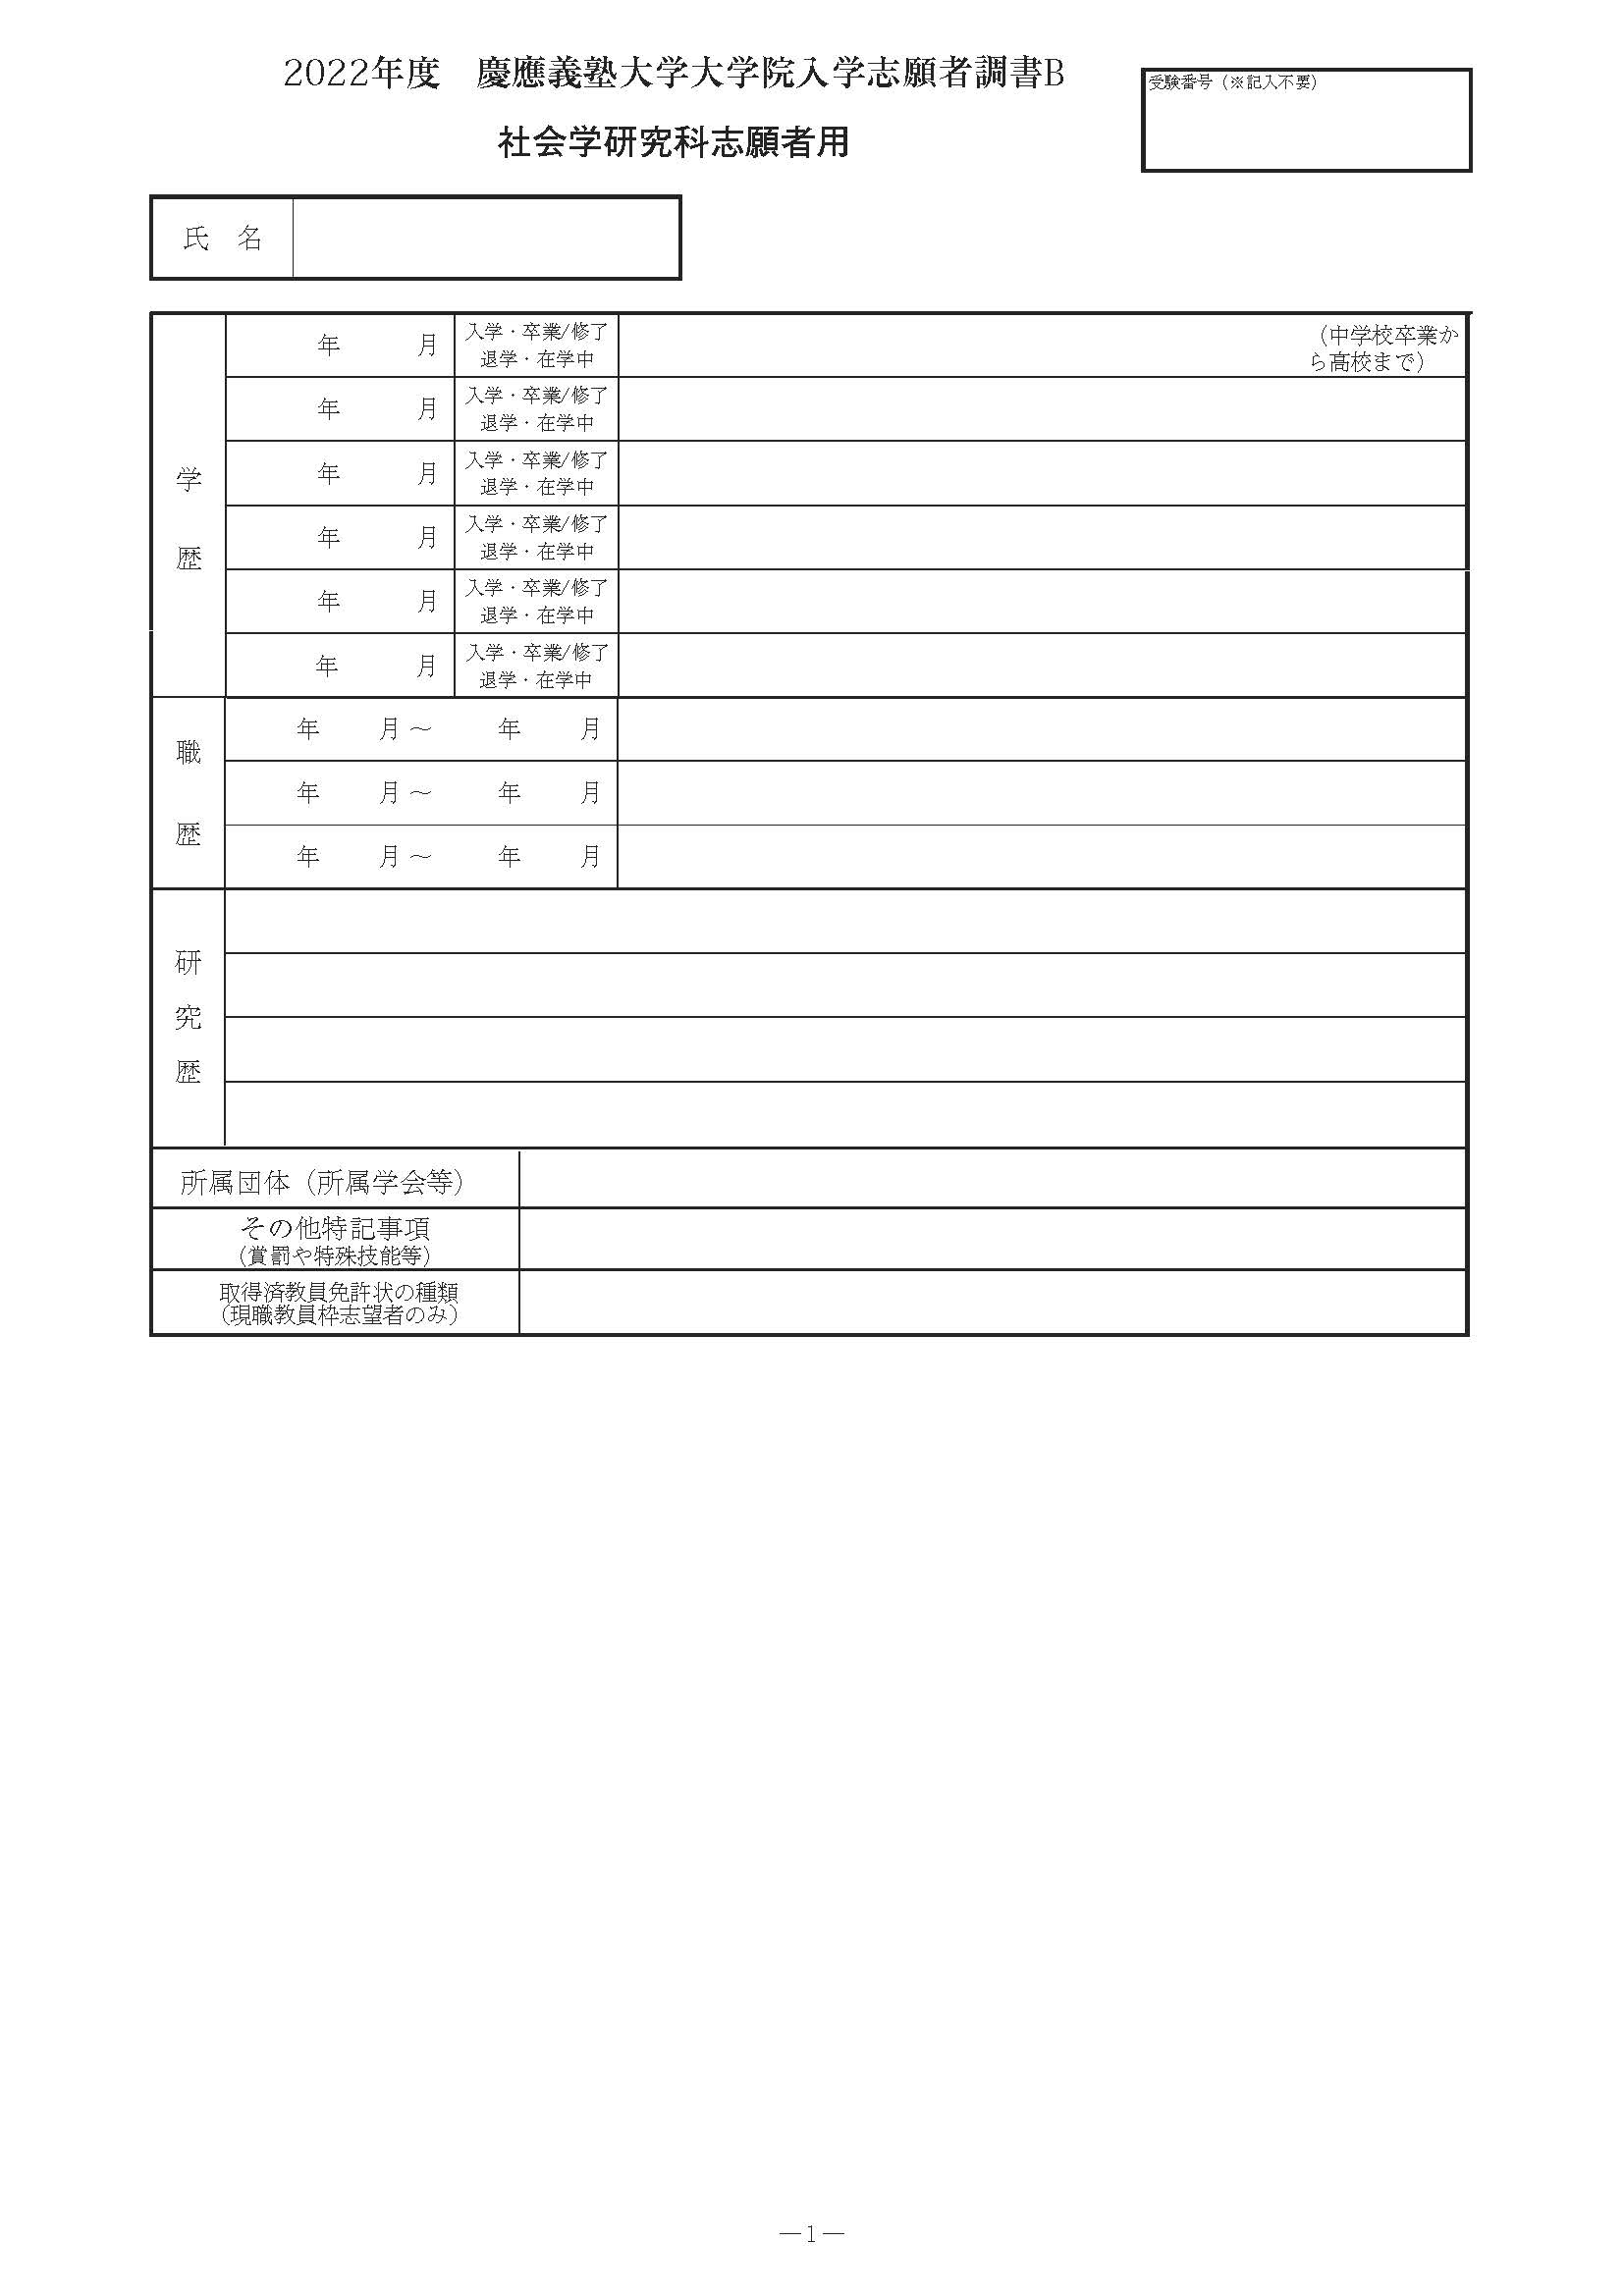 2022年度　慶應義塾大学大学院入学志願者調書B
社会学研究科志願者用
受験番号（※記入不要）
氏　名
学歴
年　月　入学・卒業/修了
退学・在学中
（中学校卒業か
ら高校まで）
年　月　入学・卒業/修了
退学・在学中
年　月　入学・卒業/修了
退学・在学中
年　月　入学・卒業/修了
退学・在学中
年　月　入学・卒業/修了
退学・在学中
年　月　入学・卒業/修了
退学・在学中
職歴
年　月～　年　月
年　月～　年　月
年　月～　年　月
研究歴
所属団体（所属学会等）
その他特記事項
（賞罰や特殊技能等）
取得済教員免許状の種類
（現職教員枠志望者のみ）
—1—